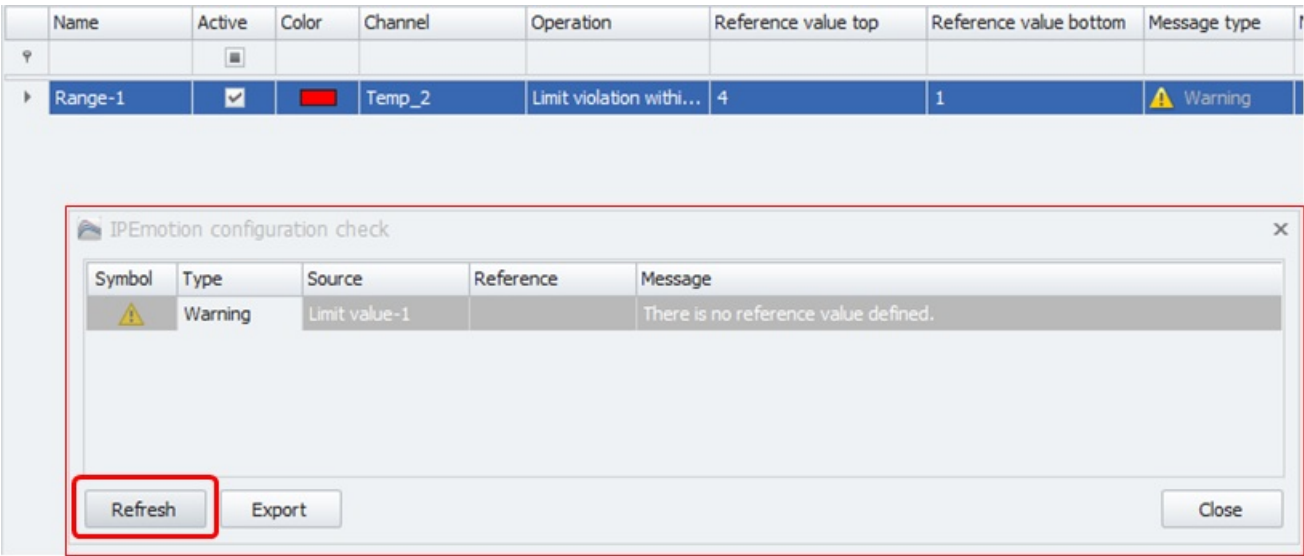 Name Active Color Channel Operation Reference value top Reference value bottom Message type
Range-1 Temp_2 Limit violation withi... 4 1 Warning
IPEmotion configuration check
Symbol Type Source Reference Message
Warning Limit value-1 There is no reference value defined.
Refresh Export Close